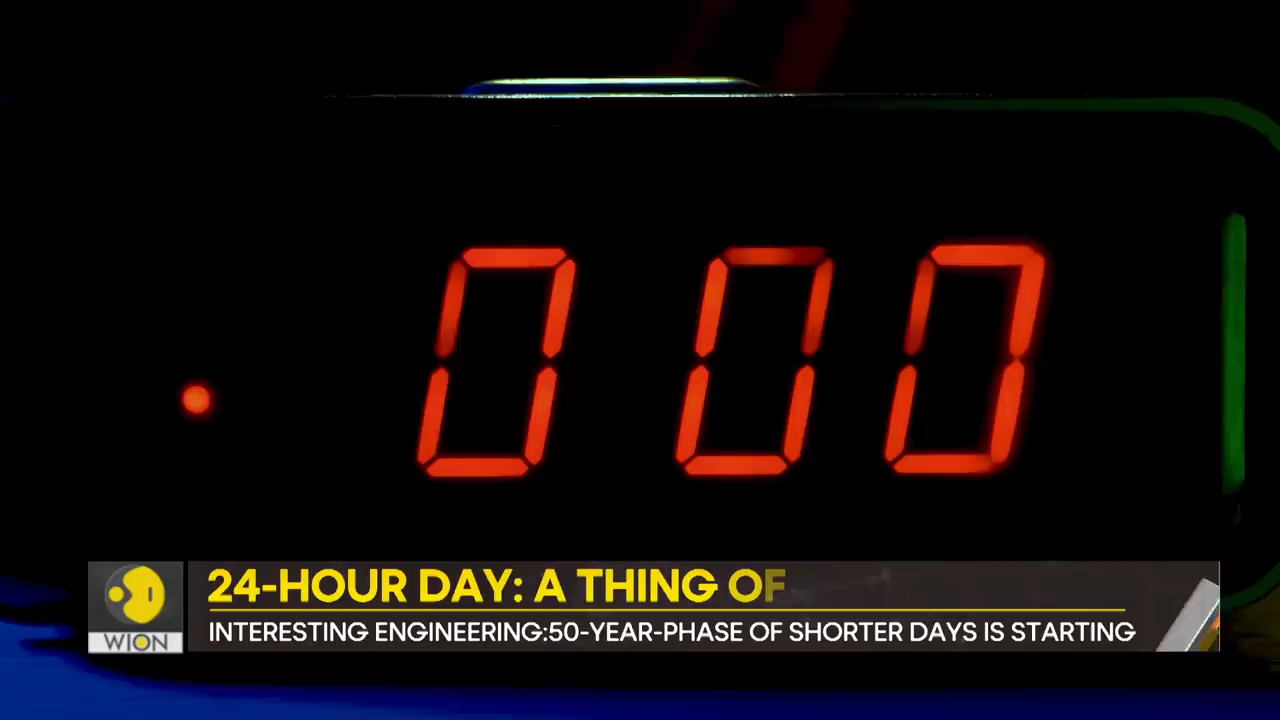 0 00
24-HOUR DAY: A THING OF
INTERESTING ENGINEERING:50-YEAR-PHASE OF SHORTER DAYS IS STARTING
WION